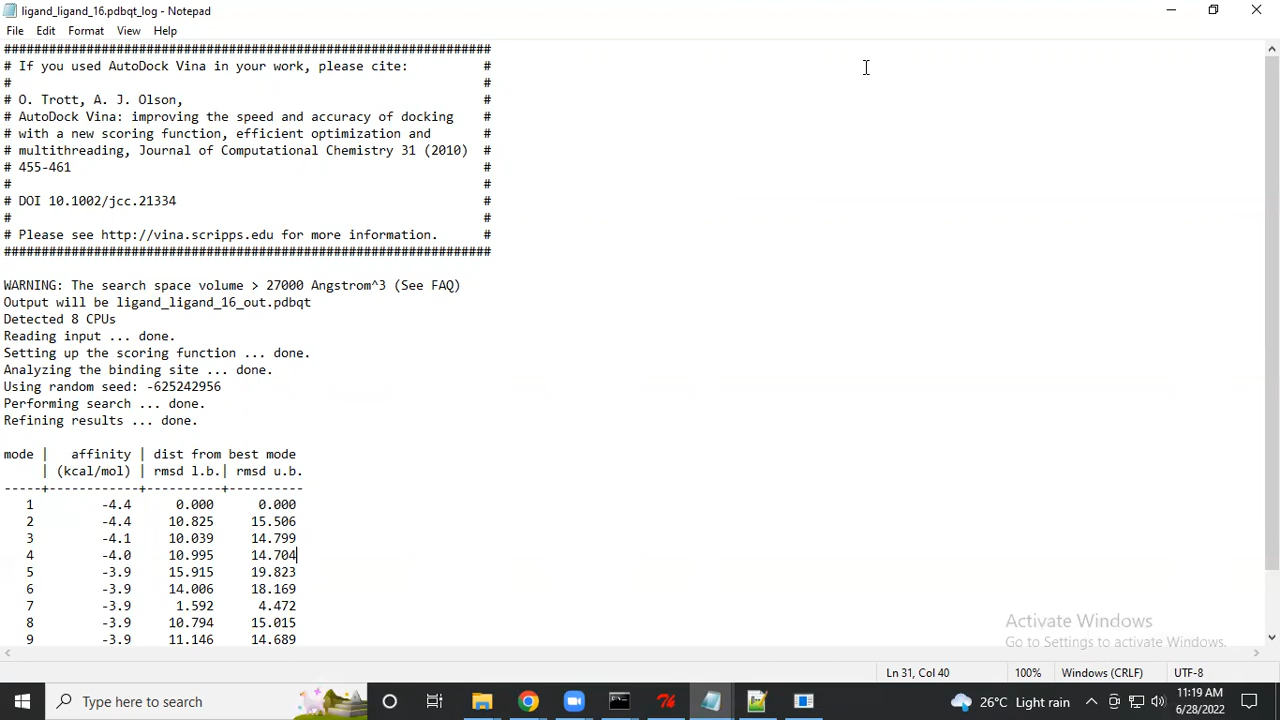 ligand_ligand_16.pdbqt_log - Notepad
File Edit Format View Help
#################################################################
# If you used AutoDock Vina in your work, please cite: #
# #
# O. Trott, A. J. Olson, #
# AutoDock Vina: improving the speed and accuracy of docking #
# with a new scoring function, efficient optimization and #
# multithreading, Journal of Computational Chemistry 31 (2010) #
# 455-461 #
# #
# DOI 10.1002/jcc.21334 #
# #
# Please see http://vina.scripps.edu for more information. #
#################################################################
WARNING: The search space volume > 27000 Angstrom^3 (See FAQ)
Output will be ligand_ligand_16_out.pdbqt
Detected 8 CPUs
Reading input ... done.
Setting up the scoring function ... done.
Analyzing the binding site ... done.
Using random seed: -625242956
Performing search ... done.
Refining results ... done.
mode | affinity | dist from best mode
| (kcal/mol) | rmsd l.b.| rmsd u.b.
-----+------------+----------+----------
1 -4.4 0.000 0.000
2 -4.4 10.825 15.506
3 -4.1 10.039 14.799
4 -4.0 10.995 14.704
5 -3.9 15.915 19.823
6 -3.9 14.006 18.169
7 -3.9 1.592 4.472
8 -3.9 10.794 15.015
9 -3.9 11.146 14.689
Activate Windows
Go to Settings to activate Windows.
Ln 31, Col 40 100% Windows (CRLF) UTF-8
Type here to search 26°C Light rain 11:19 AM
6/28/2022